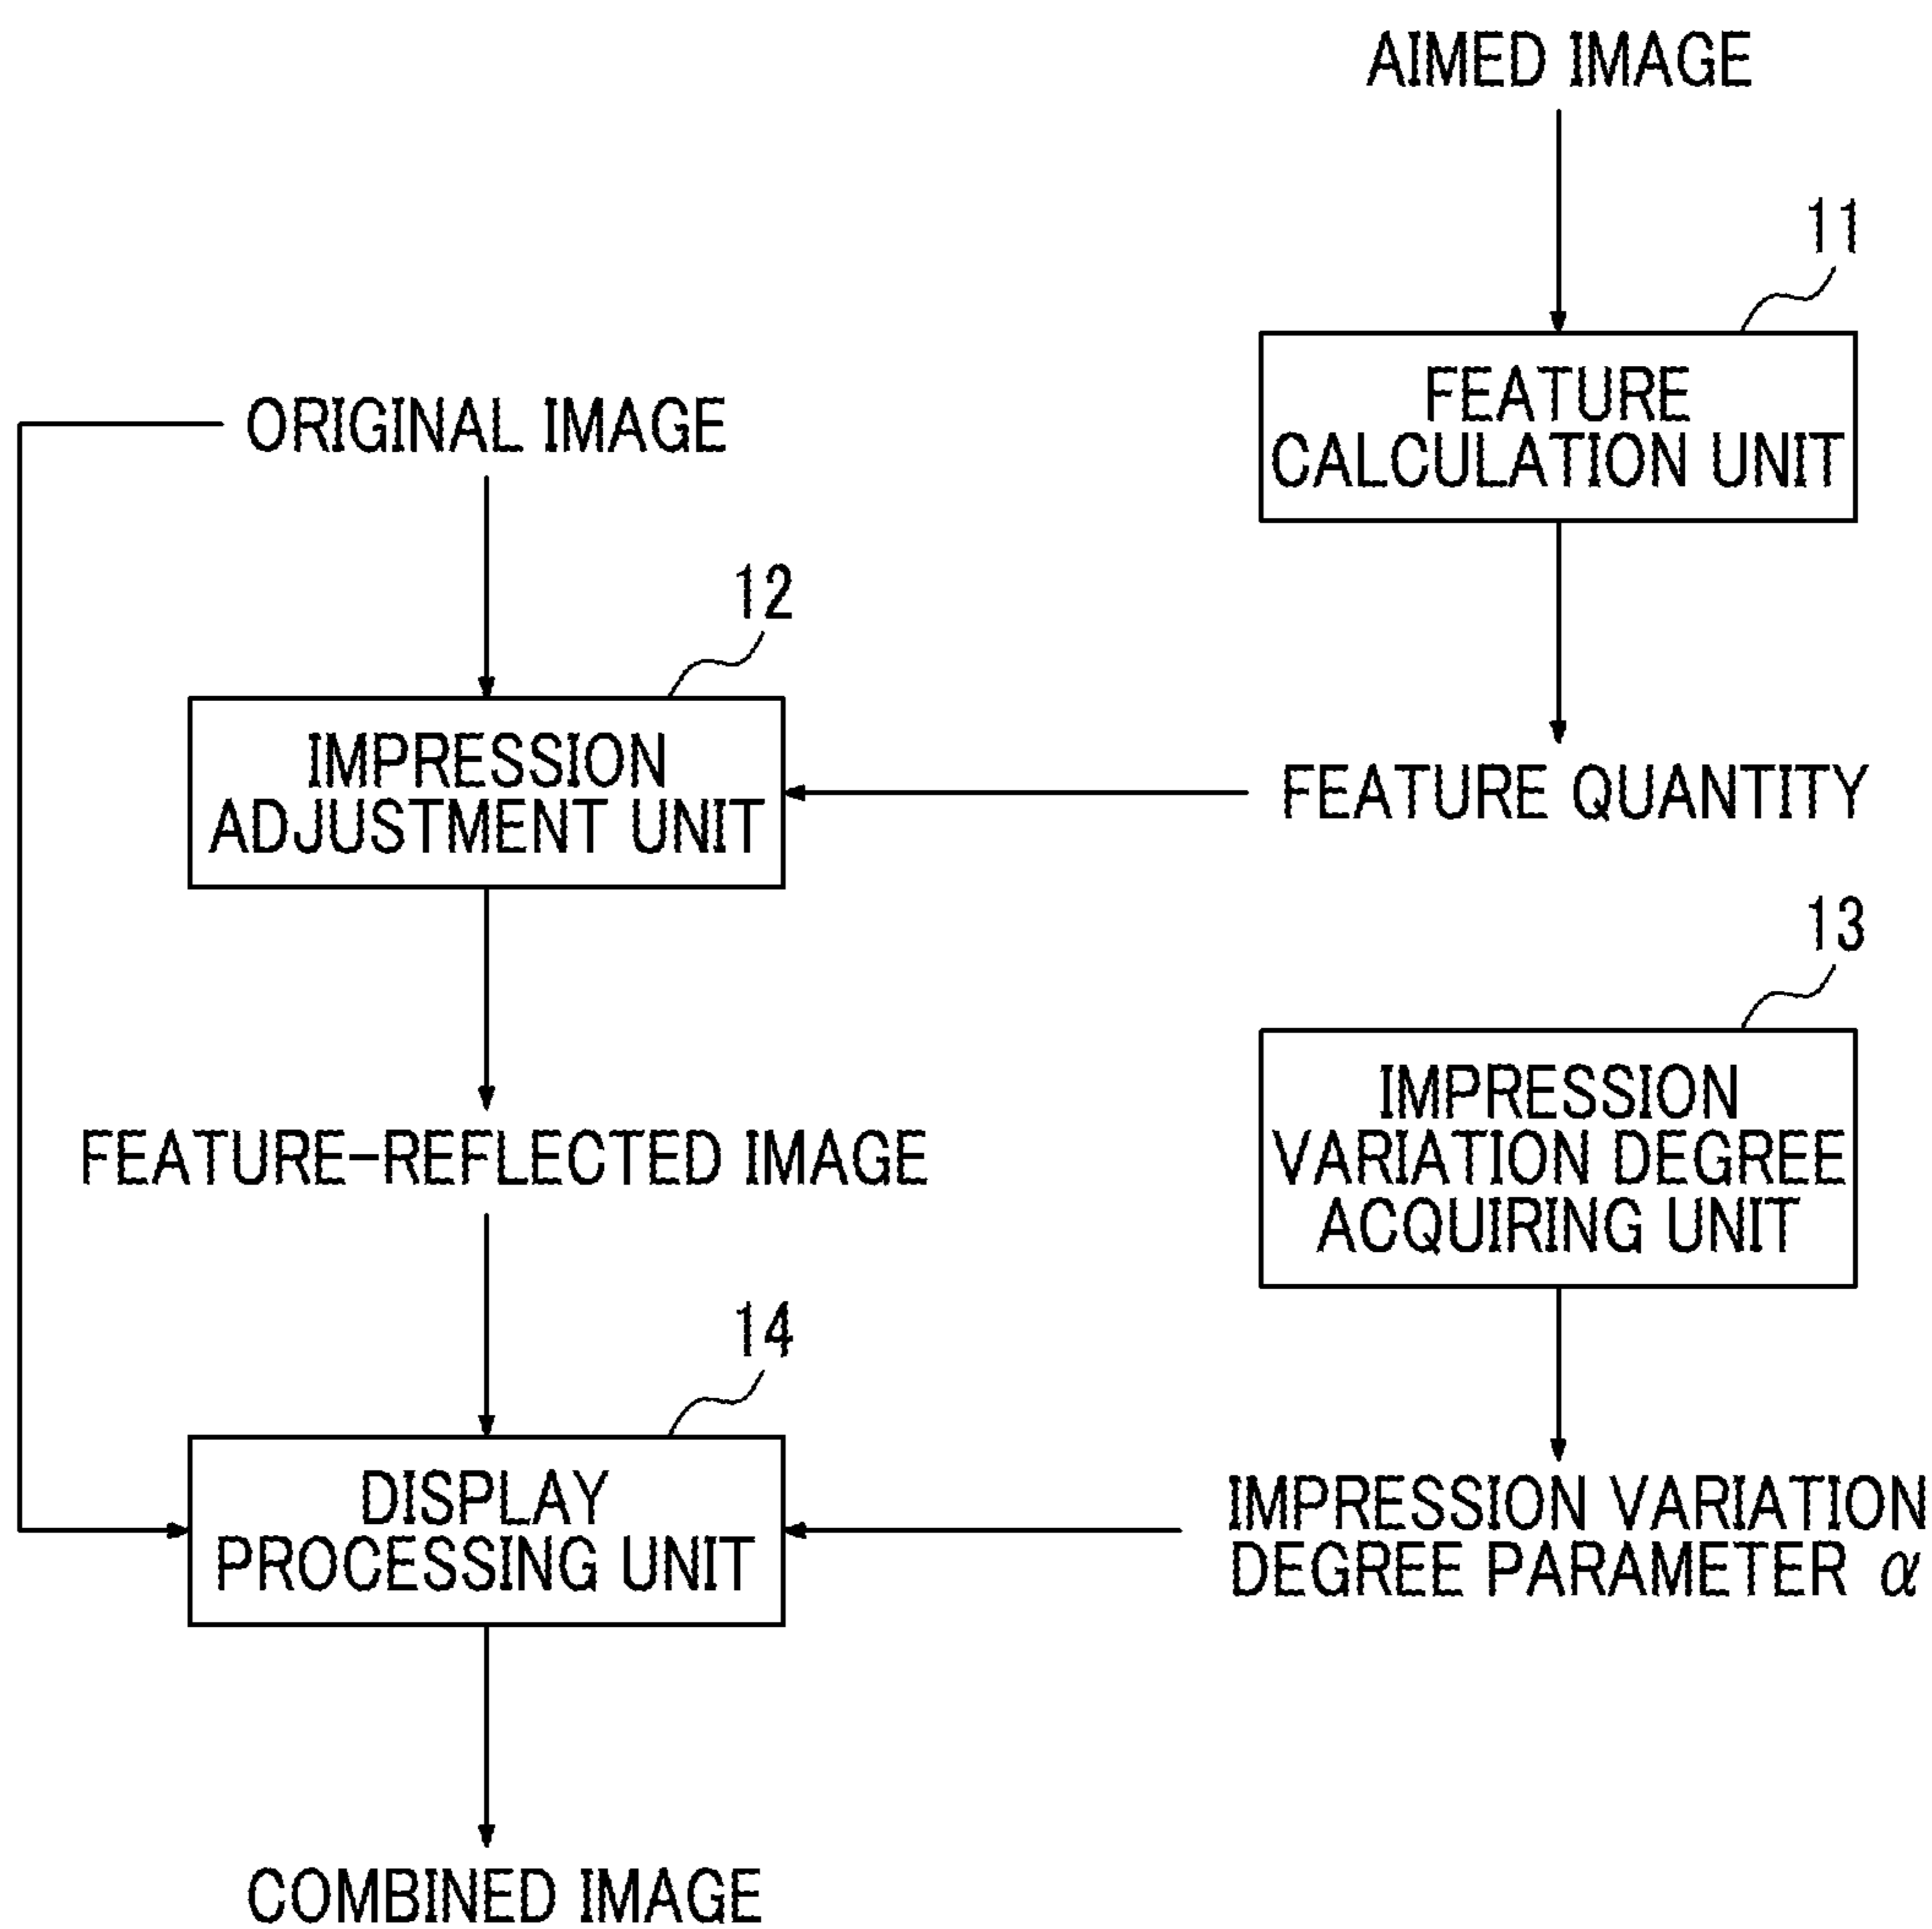 AIMED IMAGE
11
FEATURE
CALCULATION UNIT
ORIGINAL IMAGE
12
IMPRESSION
ADJUSTMENT UNIT
FEATURE QUANTITY
13
IMPRESSION
VARIATION DEGREE
ACQUIRING UNIT
FEATURE-REFLECTED IMAGE
14
DISPLAY
PROCESSING UNIT
IMPRESSION VARIATION
DEGREE PARAMETER α
COMBINED IMAGE